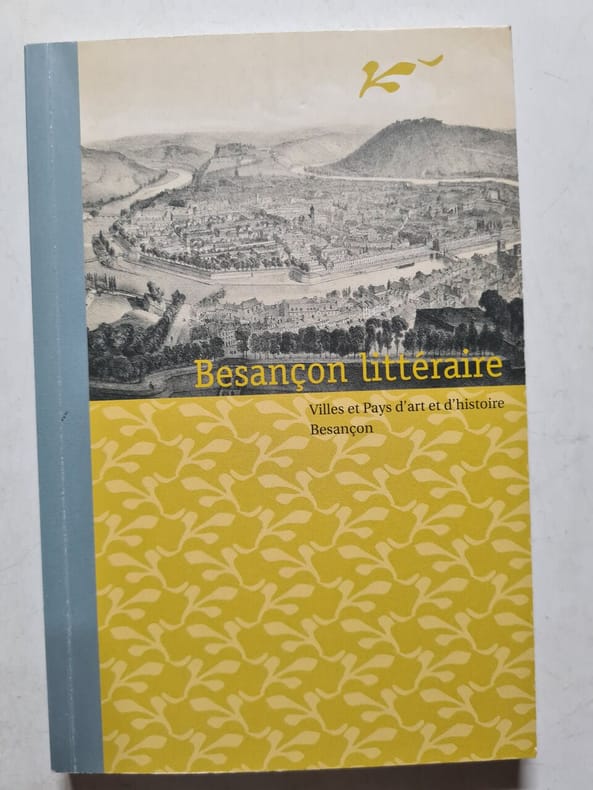 Besançon littéraire
Villes et Pays d'art et d'histoire
Besançon